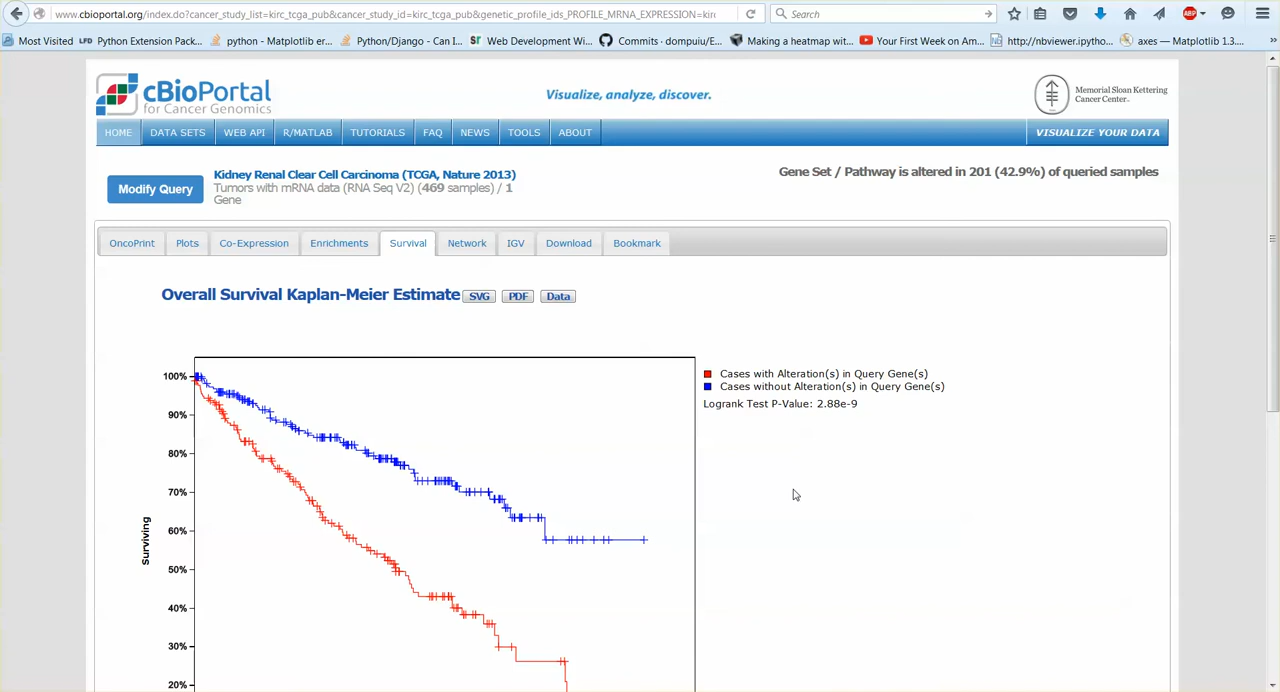 www.cbioportal.org/index.do?cancer_study_list=kirc_tcga_pub&cancer_study_id=kirc_tcga_pub&genetic_profile_ids_PROFILE_MRNA_EXPRESSION=kirc
Search
ABP
Most Visited
LFD Python Extension Pack...
python - Matplotlib er...
Python/Django - Can I...
ST Web Development Wi...
Commits · dompuiu/E...
Making a heatmap wit...
Your First Week on Am...
Nb http://nbviewer.ipytho...
axes — Matplotlib 1.3....
cBioPortal
for Cancer Genomics
Visualize, analyze, discover.
Memorial Sloan Kettering
Cancer Center™
HOME
DATA SETS
WEB API
R/MATLAB
TUTORIALS
FAQ
NEWS
TOOLS
ABOUT
VISUALIZE YOUR DATA
Modify Query
Kidney Renal Clear Cell Carcinoma (TCGA, Nature 2013)
Tumors with mRNA data (RNA Seq V2) (469 samples) / 1
Gene
Gene Set / Pathway is altered in 201 (42.9%) of queried samples
OncoPrint
Plots
Co-Expression
Enrichments
Survival
Network
IGV
Download
Bookmark
Overall Survival Kaplan-Meier Estimate
SVG
PDF
Data
100%
90%
80%
70%
60%
50%
40%
30%
20%
Surviving
Cases with Alteration(s) in Query Gene(s)
Cases without Alteration(s) in Query Gene(s)
Logrank Test P-Value: 2.88e-9